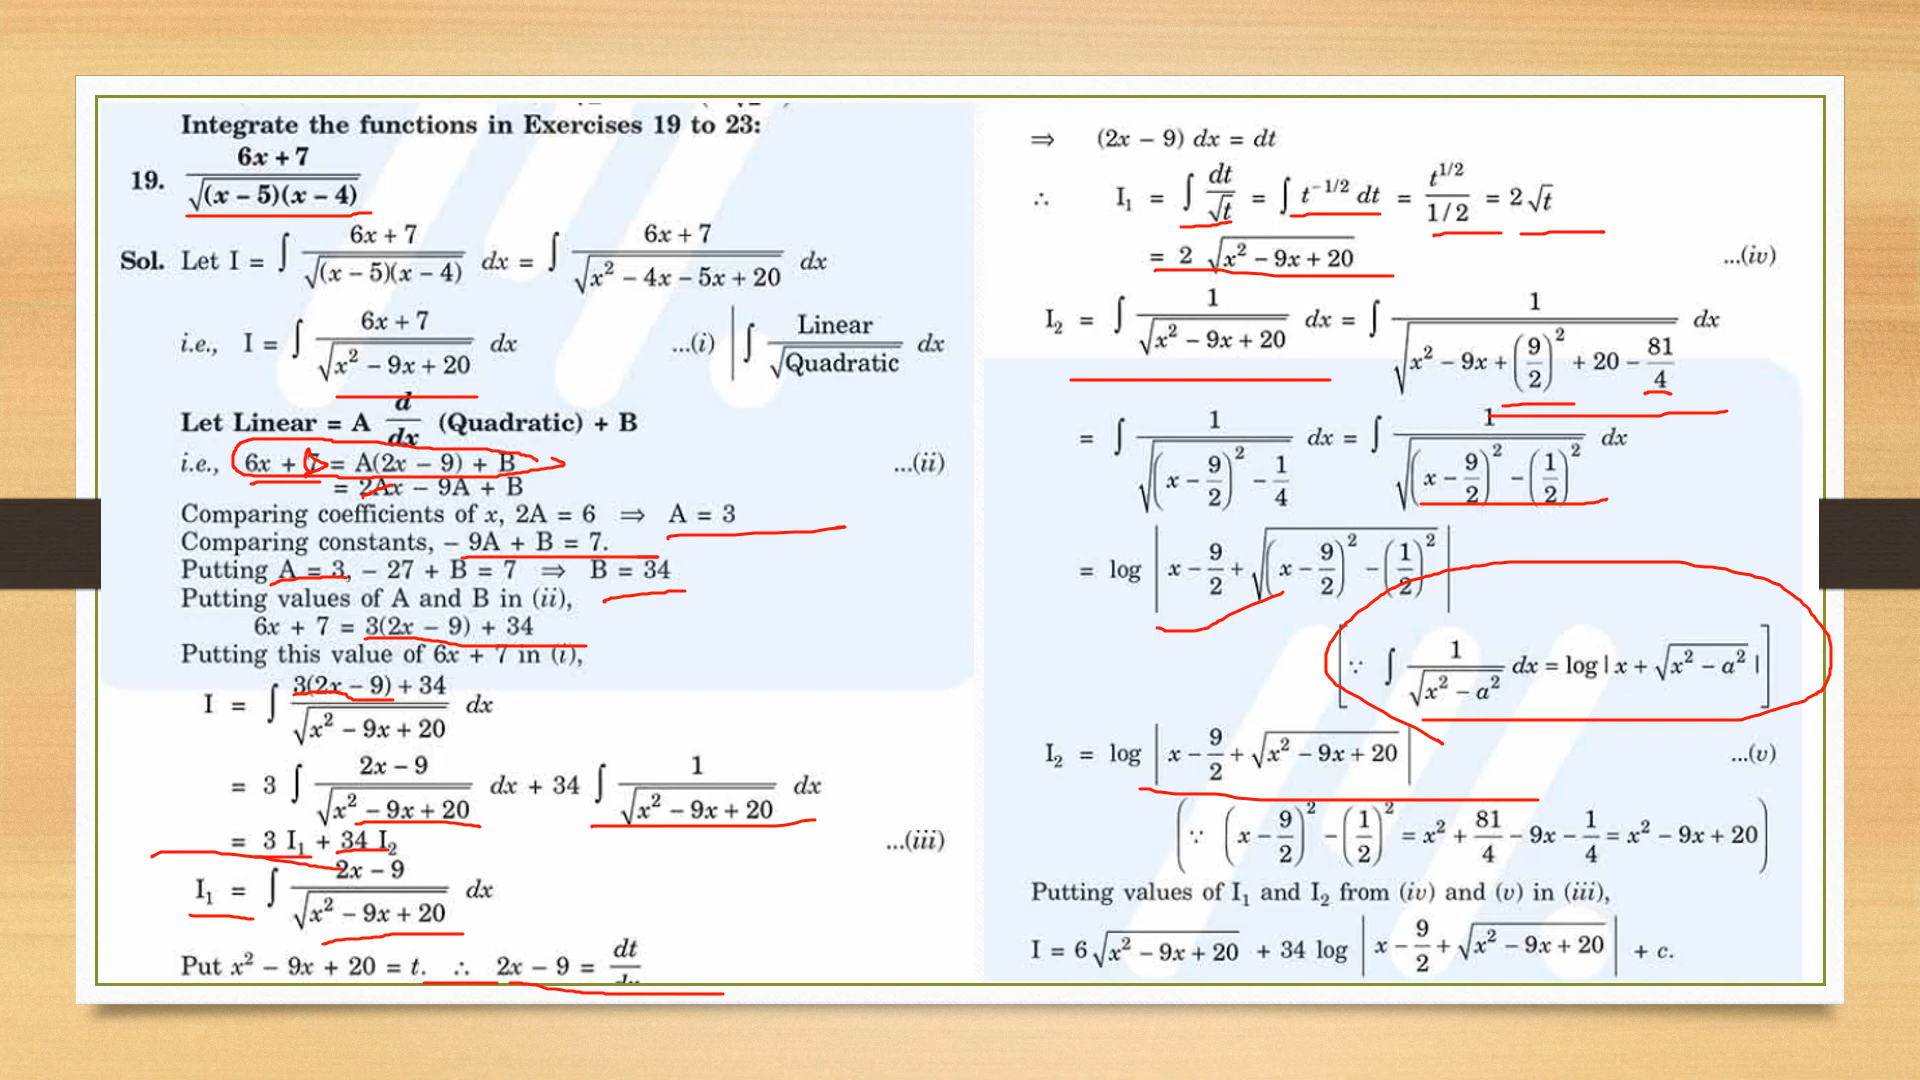 Integrate the functions in Exercises 19 to 23:
19. (6x + 7)/√((x – 5)(x – 4))
Sol. Let I = ∫ (6x + 7)/√((x – 5)(x – 4)) dx = ∫ (6x + 7)/√(x² – 4x – 5x + 20) dx
i.e., I = ∫ (6x + 7)/√(x² – 9x + 20) dx ...(i) | ∫ Linear/√Quadratic dx
Let Linear = A d/dx (Quadratic) + B
i.e., 6x + 7 = A(2x – 9) + B ...(ii)
= 2Ax – 9A + B
Comparing coefficients of x, 2A = 6 ⇒ A = 3
Comparing constants, – 9A + B = 7.
Putting A = 3, – 27 + B = 7 ⇒ B = 34
Putting values of A and B in (ii),
6x + 7 = 3(2x – 9) + 34
Putting this value of 6x + 7 in (i),
I = ∫ (3(2x – 9) + 34)/√(x² – 9x + 20) dx
= 3 ∫ (2x – 9)/√(x² – 9x + 20) dx + 34 ∫ 1/√(x² – 9x + 20) dx
= 3 I₁ + 34 I₂ ...(iii)
I₁ = ∫ (2x – 9)/√(x² – 9x + 20) dx
Put x² – 9x + 20 = t. ∴ 2x – 9 = dt/dx
⇒ (2x – 9) dx = dt
∴ I₁ = ∫ dt/√t = ∫ t^(–1/2) dt = t^(1/2)/(1/2) = 2 √t
= 2 √(x² – 9x + 20) ...(iv)
I₂ = ∫ 1/√(x² – 9x + 20) dx = ∫ 1/√(x² – 9x + (9/2)² + 20 – 81/4) dx
= ∫ 1/√((x – 9/2)² – 1/4) dx = ∫ 1/√((x – 9/2)² – (1/2)²) dx
= log | x – 9/2 + √((x – 9/2)² – (1/2)²) |
[∵ ∫ 1/√(x² – a²) dx = log | x + √(x² – a²) | ]
I₂ = log | x – 9/2 + √(x² – 9x + 20) | ...(v)
(∵ (x – 9/2)² – (1/2)² = x² + 81/4 – 9x – 1/4 = x² – 9x + 20)
Putting values of I₁ and I₂ from (iv) and (v) in (iii),
I = 6√(x² – 9x + 20) + 34 log | x – 9/2 + √(x² – 9x + 20) | + c.